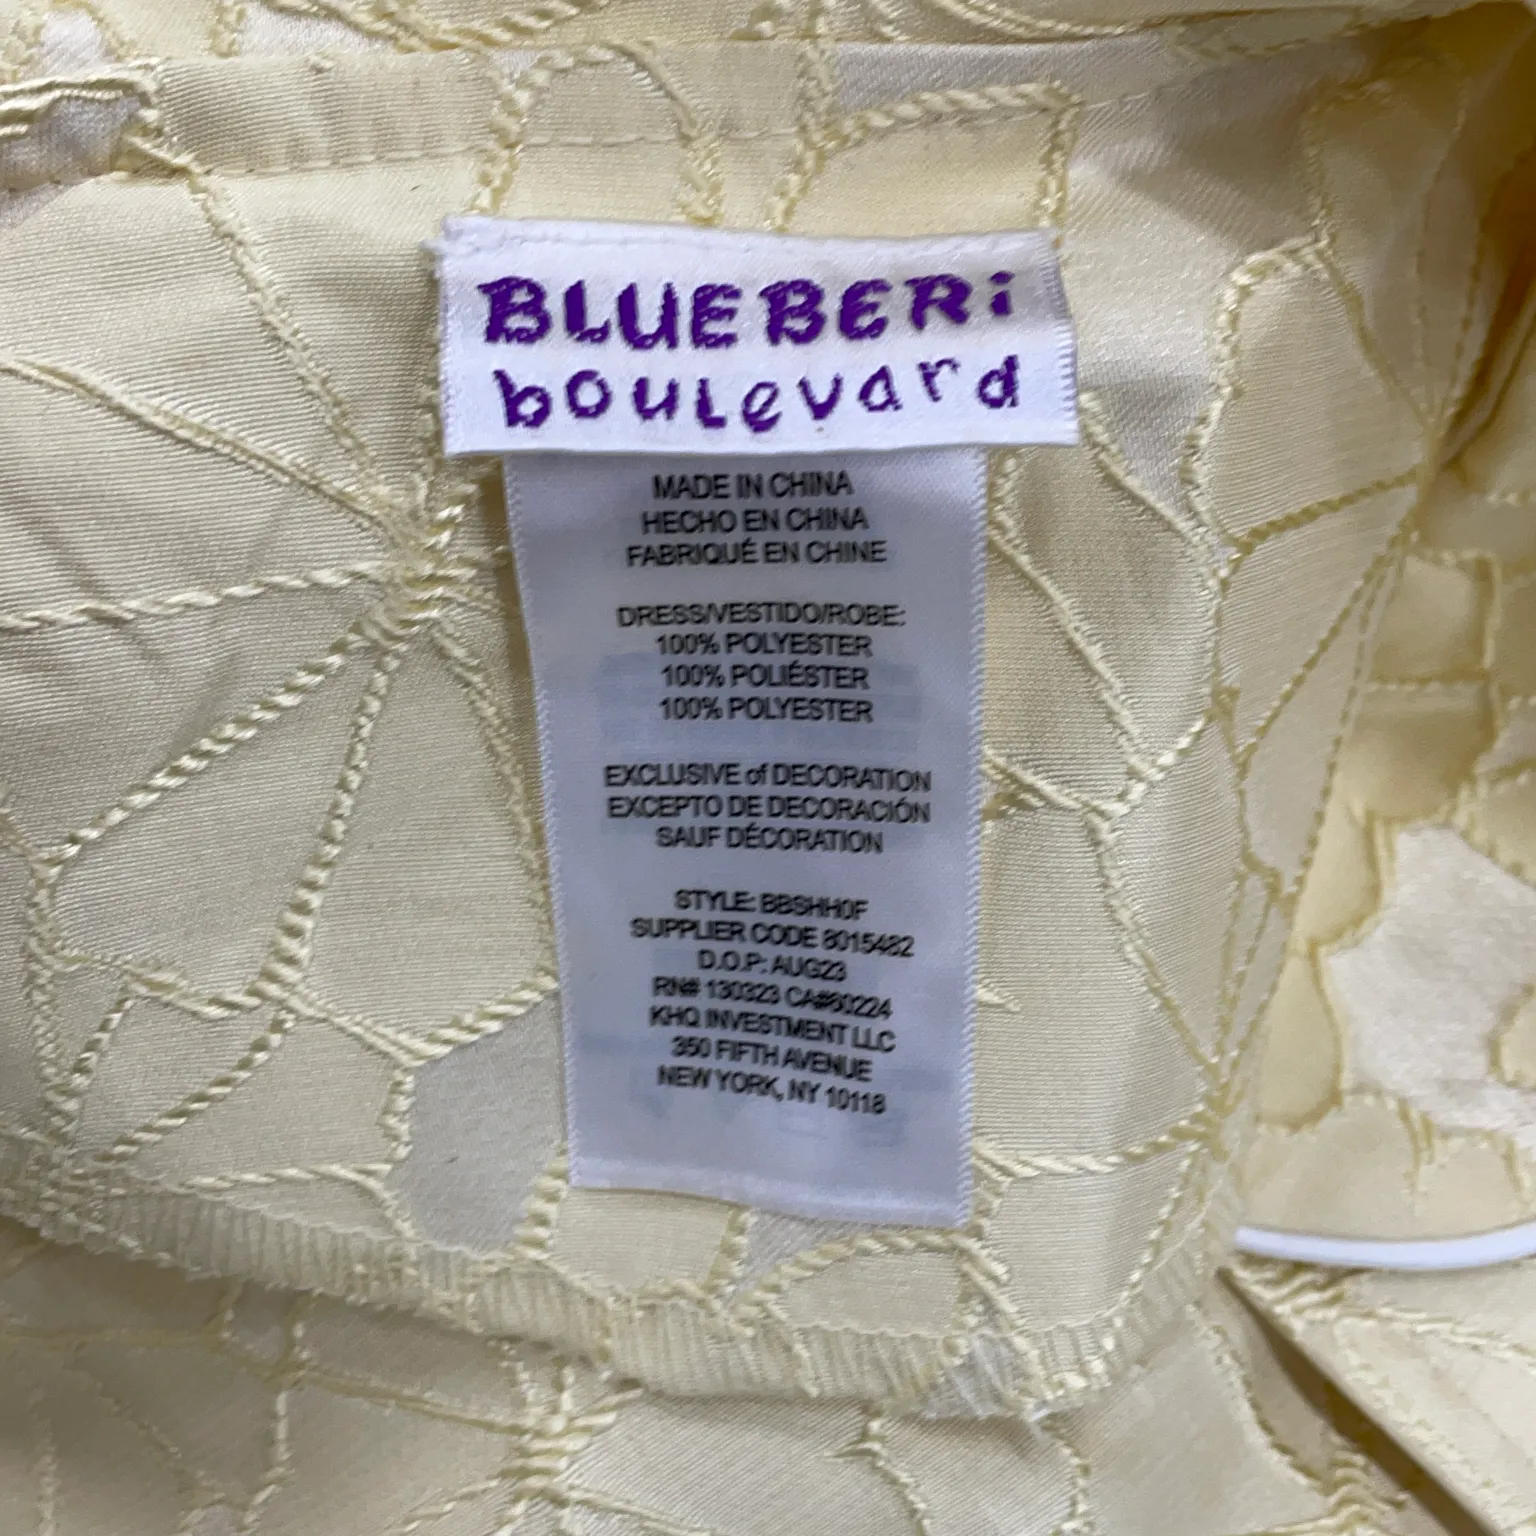 BLUEBERi
boulevard
MADE IN CHINA
HECHO EN CHINA
FABRIQUÉ EN CHINE
DRESS/VESTIDO/ROBE:
100% POLYESTER
100% POLIÉSTER
100% POLYESTER
EXCLUSIVE of DECORATION
EXCEPTO DE DECORACIÓN
SAUF DÉCORATION
STYLE: BBSHH0F
SUPPLIER CODE 8015482
D.O.P: AUG23
RN# 130323 CA#60224
KHQ INVESTMENT LLC
350 FIFTH AVENUE
NEW YORK, NY 10118